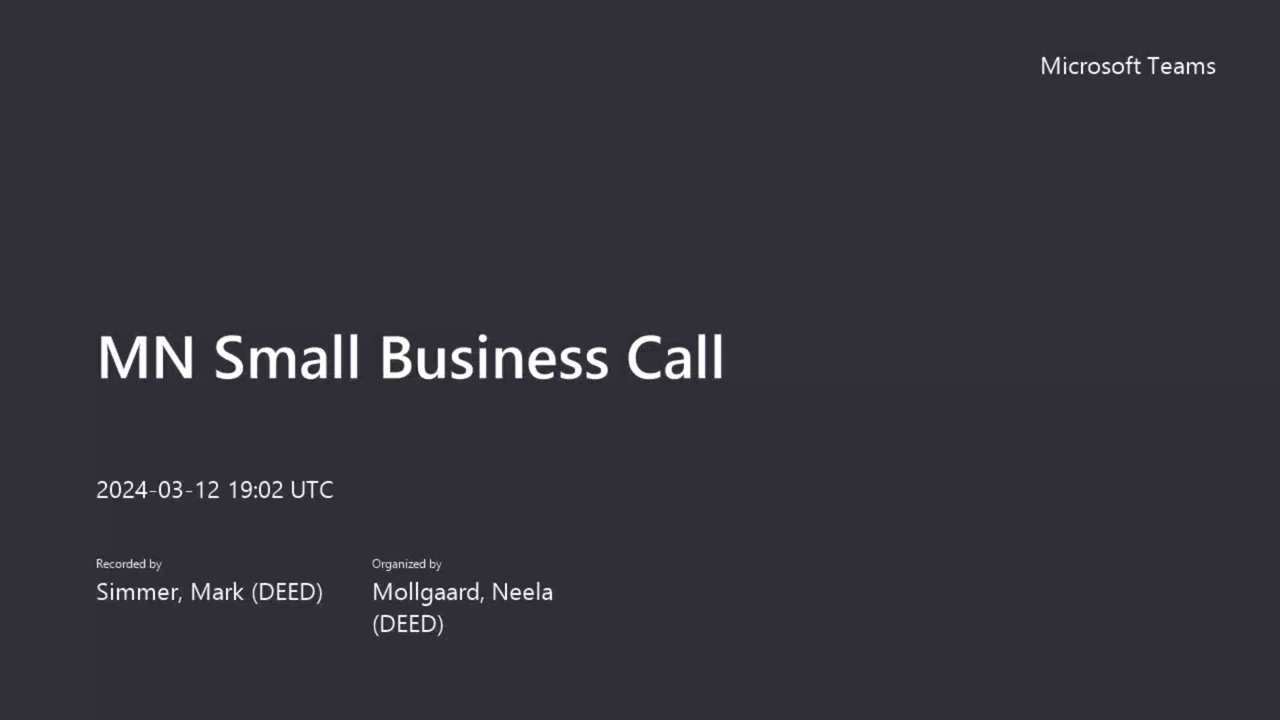 Microsoft Teams
MN Small Business Call
2024-03-12 19:02 UTC
Recorded by
Simmer, Mark (DEED)
Organized by
Mollgaard, Neela
(DEED)